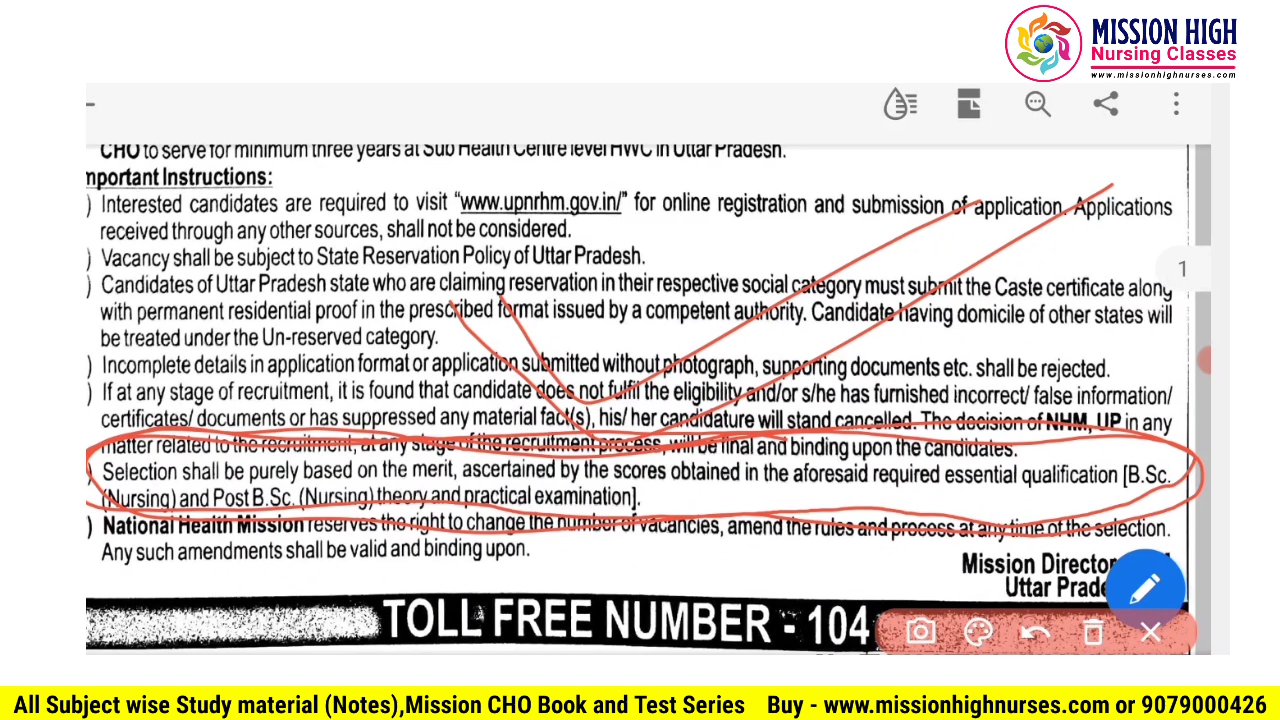 MISSION HIGH
Nursing Classes
www.missionhighnurses.com
CHO to serve for minimum three years at Sub Health Centre level HWC in Uttar Pradesh.
mportant Instructions:
) Interested candidates are required to visit “www.upnrhm.gov.in/” for online registration and submission of application. Applications
received through any other sources, shall not be considered.
) Vacancy shall be subject to State Reservation Policy of Uttar Pradesh.
1
) Candidates of Uttar Pradesh state who are claiming reservation in their respective social category must submit the Caste certificate along
with permanent residential proof in the prescribed format issued by a competent authority. Candidate having domicile of other states will
be treated under the Un-reserved category.
) Incomplete details in application format or application submitted without photograph, supporting documents etc. shall be rejected.
) If at any stage of recruitment, it is found that candidate does not fulfil the eligibility and/or s/he has furnished incorrect/ false information/
certificates/ documents or has suppressed any material fact(s), his/ her candidature will stand cancelled. The decision of NHM, UP in any
matter related to the recruitment, at any stage of the recruitment process, will be final and binding upon the candidates.
) Selection shall be purely based on the merit, ascertained by the scores obtained in the aforesaid required essential qualification [B.Sc.
(Nursing) and Post B.Sc. (Nursing) theory and practical examination].
) National Health Mission reserves the right to change the number of vacancies, amend the rules and process at any time of the selection.
Any such amendments shall be valid and binding upon.
Mission Director
Uttar Prade
TOLL FREE NUMBER - 104
All Subject wise Study material (Notes),Mission CHO Book and Test Series Buy - www.missionhighnurses.com or 9079000426